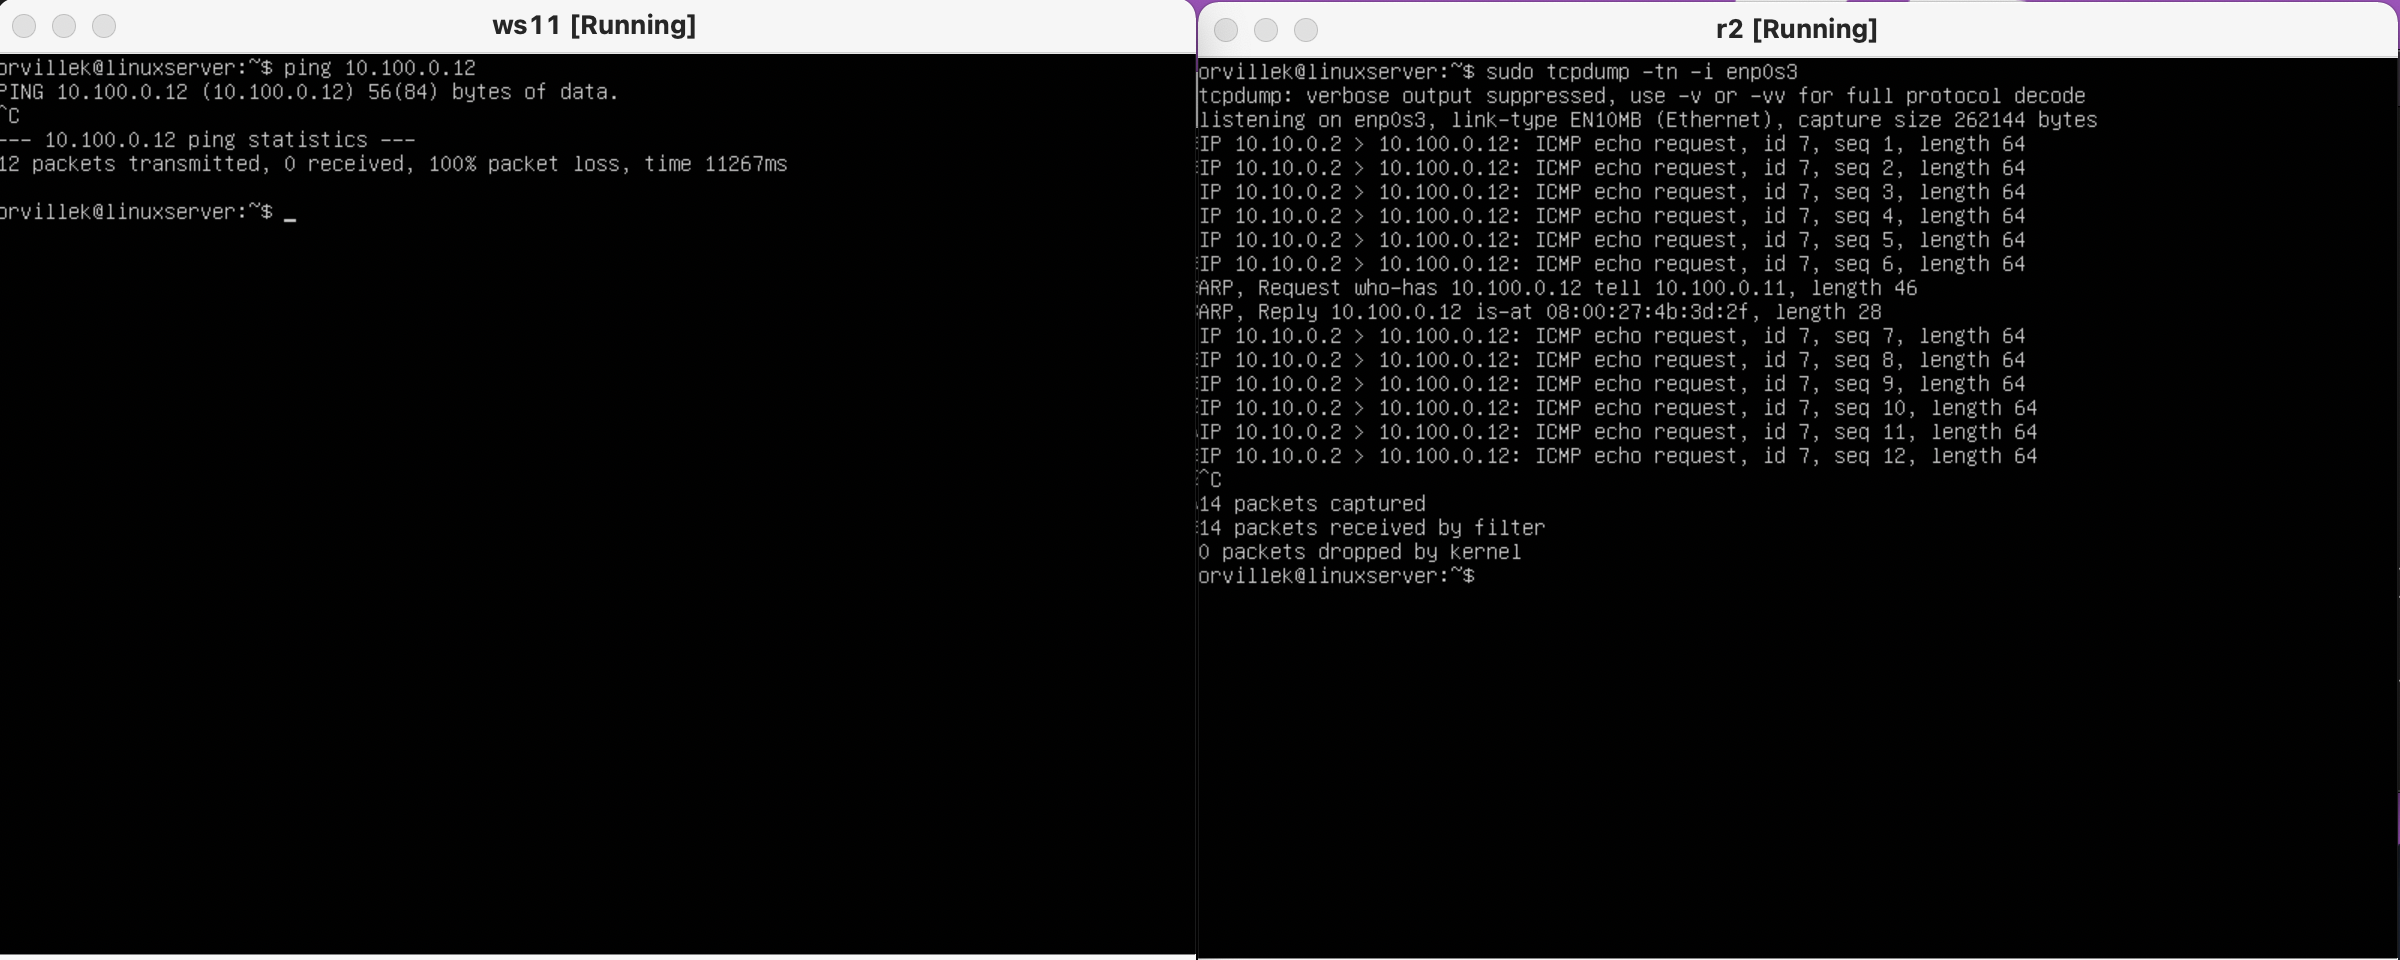 ws11 [Running]
orvillek@linuxserver:~$ ping 10.100.0.12
PING 10.100.0.12 (10.100.0.12) 56(84) bytes of data.
^C
--- 10.100.0.12 ping statistics ---
12 packets transmitted, 0 received, 100% packet loss, time 11267ms
orvillek@linuxserver:~$ _
r2 [Running]
orvillek@linuxserver:~$ sudo tcpdump -tn -i enp0s3
tcpdump: verbose output suppressed, use -v or -vv for full protocol decode
listening on enp0s3, link-type EN10MB (Ethernet), capture size 262144 bytes
IP 10.10.0.2 > 10.100.0.12: ICMP echo request, id 7, seq 1, length 64
IP 10.10.0.2 > 10.100.0.12: ICMP echo request, id 7, seq 2, length 64
IP 10.10.0.2 > 10.100.0.12: ICMP echo request, id 7, seq 3, length 64
IP 10.10.0.2 > 10.100.0.12: ICMP echo request, id 7, seq 4, length 64
IP 10.10.0.2 > 10.100.0.12: ICMP echo request, id 7, seq 5, length 64
IP 10.10.0.2 > 10.100.0.12: ICMP echo request, id 7, seq 6, length 64
ARP, Request who-has 10.100.0.12 tell 10.100.0.11, length 46
ARP, Reply 10.100.0.12 is-at 08:00:27:4b:3d:2f, length 28
IP 10.10.0.2 > 10.100.0.12: ICMP echo request, id 7, seq 7, length 64
IP 10.10.0.2 > 10.100.0.12: ICMP echo request, id 7, seq 8, length 64
IP 10.10.0.2 > 10.100.0.12: ICMP echo request, id 7, seq 9, length 64
IP 10.10.0.2 > 10.100.0.12: ICMP echo request, id 7, seq 10, length 64
IP 10.10.0.2 > 10.100.0.12: ICMP echo request, id 7, seq 11, length 64
IP 10.10.0.2 > 10.100.0.12: ICMP echo request, id 7, seq 12, length 64
^C
14 packets captured
14 packets received by filter
0 packets dropped by kernel
orvillek@linuxserver:~$